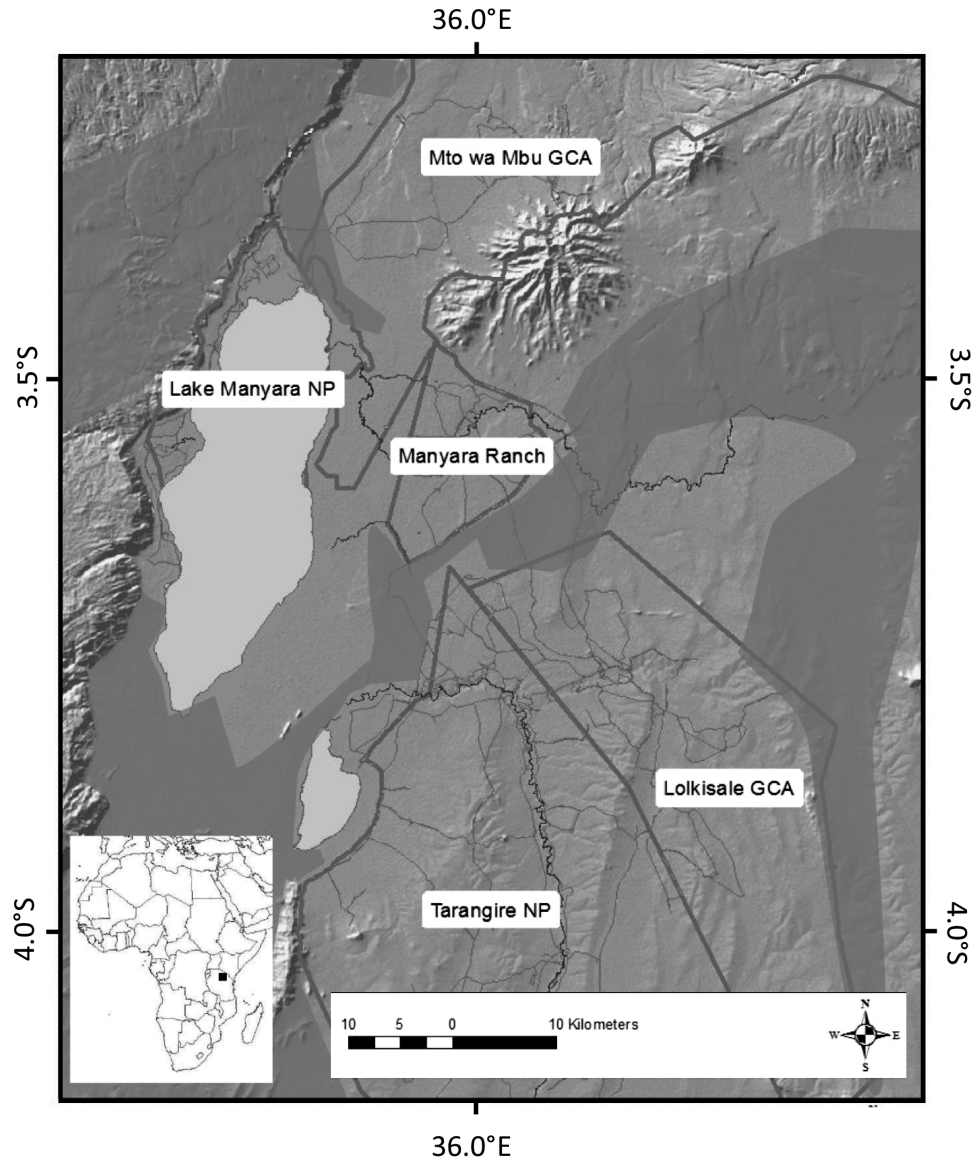 36.0°E
Mto wa Mbu GCA
3.5°S
3.5°S
Lake Manyara NP
Manyara Ranch
Lolkisale GCA
Tarangire NP
4.0°S
4.0°S
10 5 0 10 Kilometers
N
W E
S
36.0°E